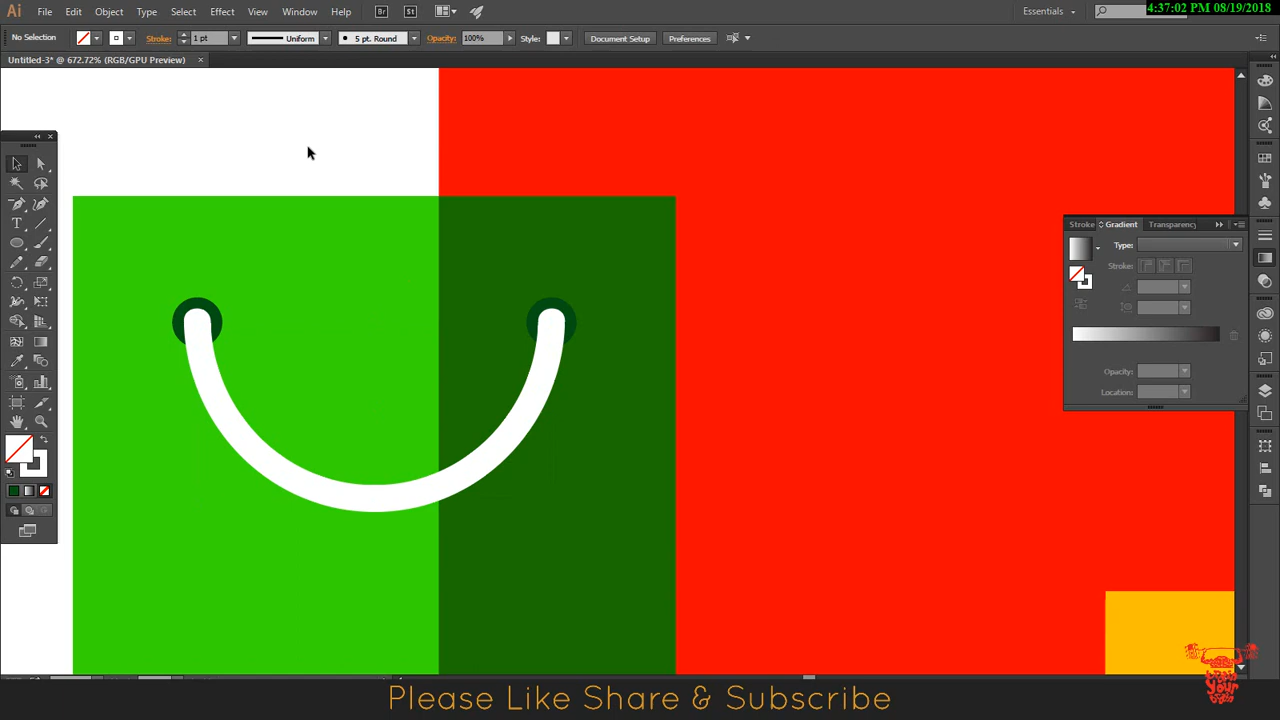 Ai File Edit Object Type Select Effect View Window Help Br St Essentials 4:37:02 PM 08/19/2018
No Selection Stroke: 1 pt Uniform 5 pt. Round Opacity: 100% Style: Document Setup Preferences
Untitled-3* @ 672.72% (RGB/GPU Preview) ×
Stroke Gradient Transparency
Type:
Stroke:
Opacity:
Location:
Please Like Share & Subscribe